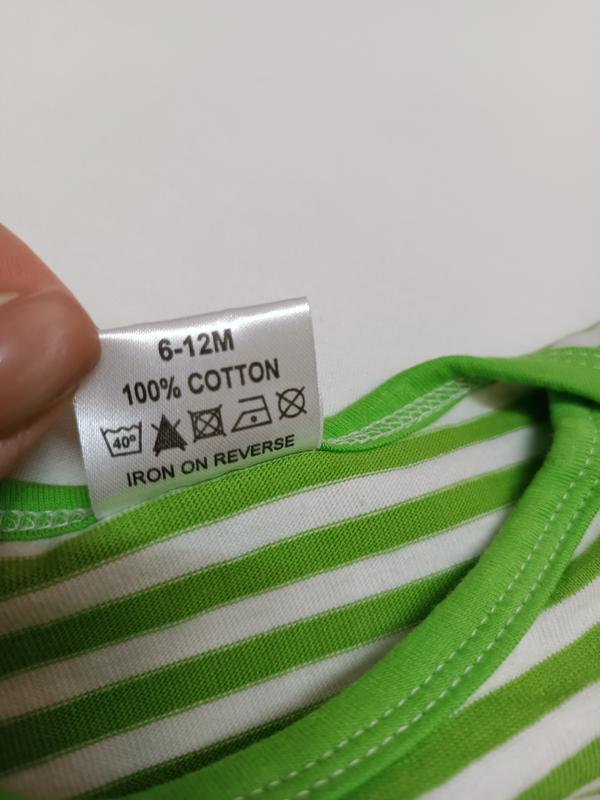 6-12M
100% COTTON
40°
IRON ON REVERSE